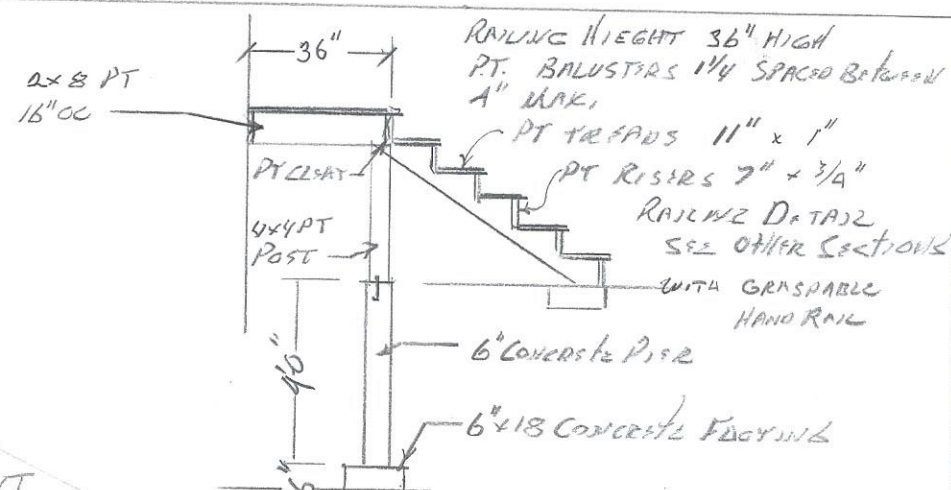 36"
RAILING HIEGHT 36" HIGH
P.T. BALUSTERS 1 1/4 SPACED BETWEEN
4" MAX.
2x8 PT
16" OC
PT TREADS 11" x 1"
PT CLEAT
PT RISERS 7" x 3/4"
4x4 PT
POST
RAILING DETAIL
SEE OTHER SECTIONS
WITH GRASPABLE
HAND RAIL
4'0"
6" CONCRETE PIER
6" x 18 CONCRETE FOOTING
6"